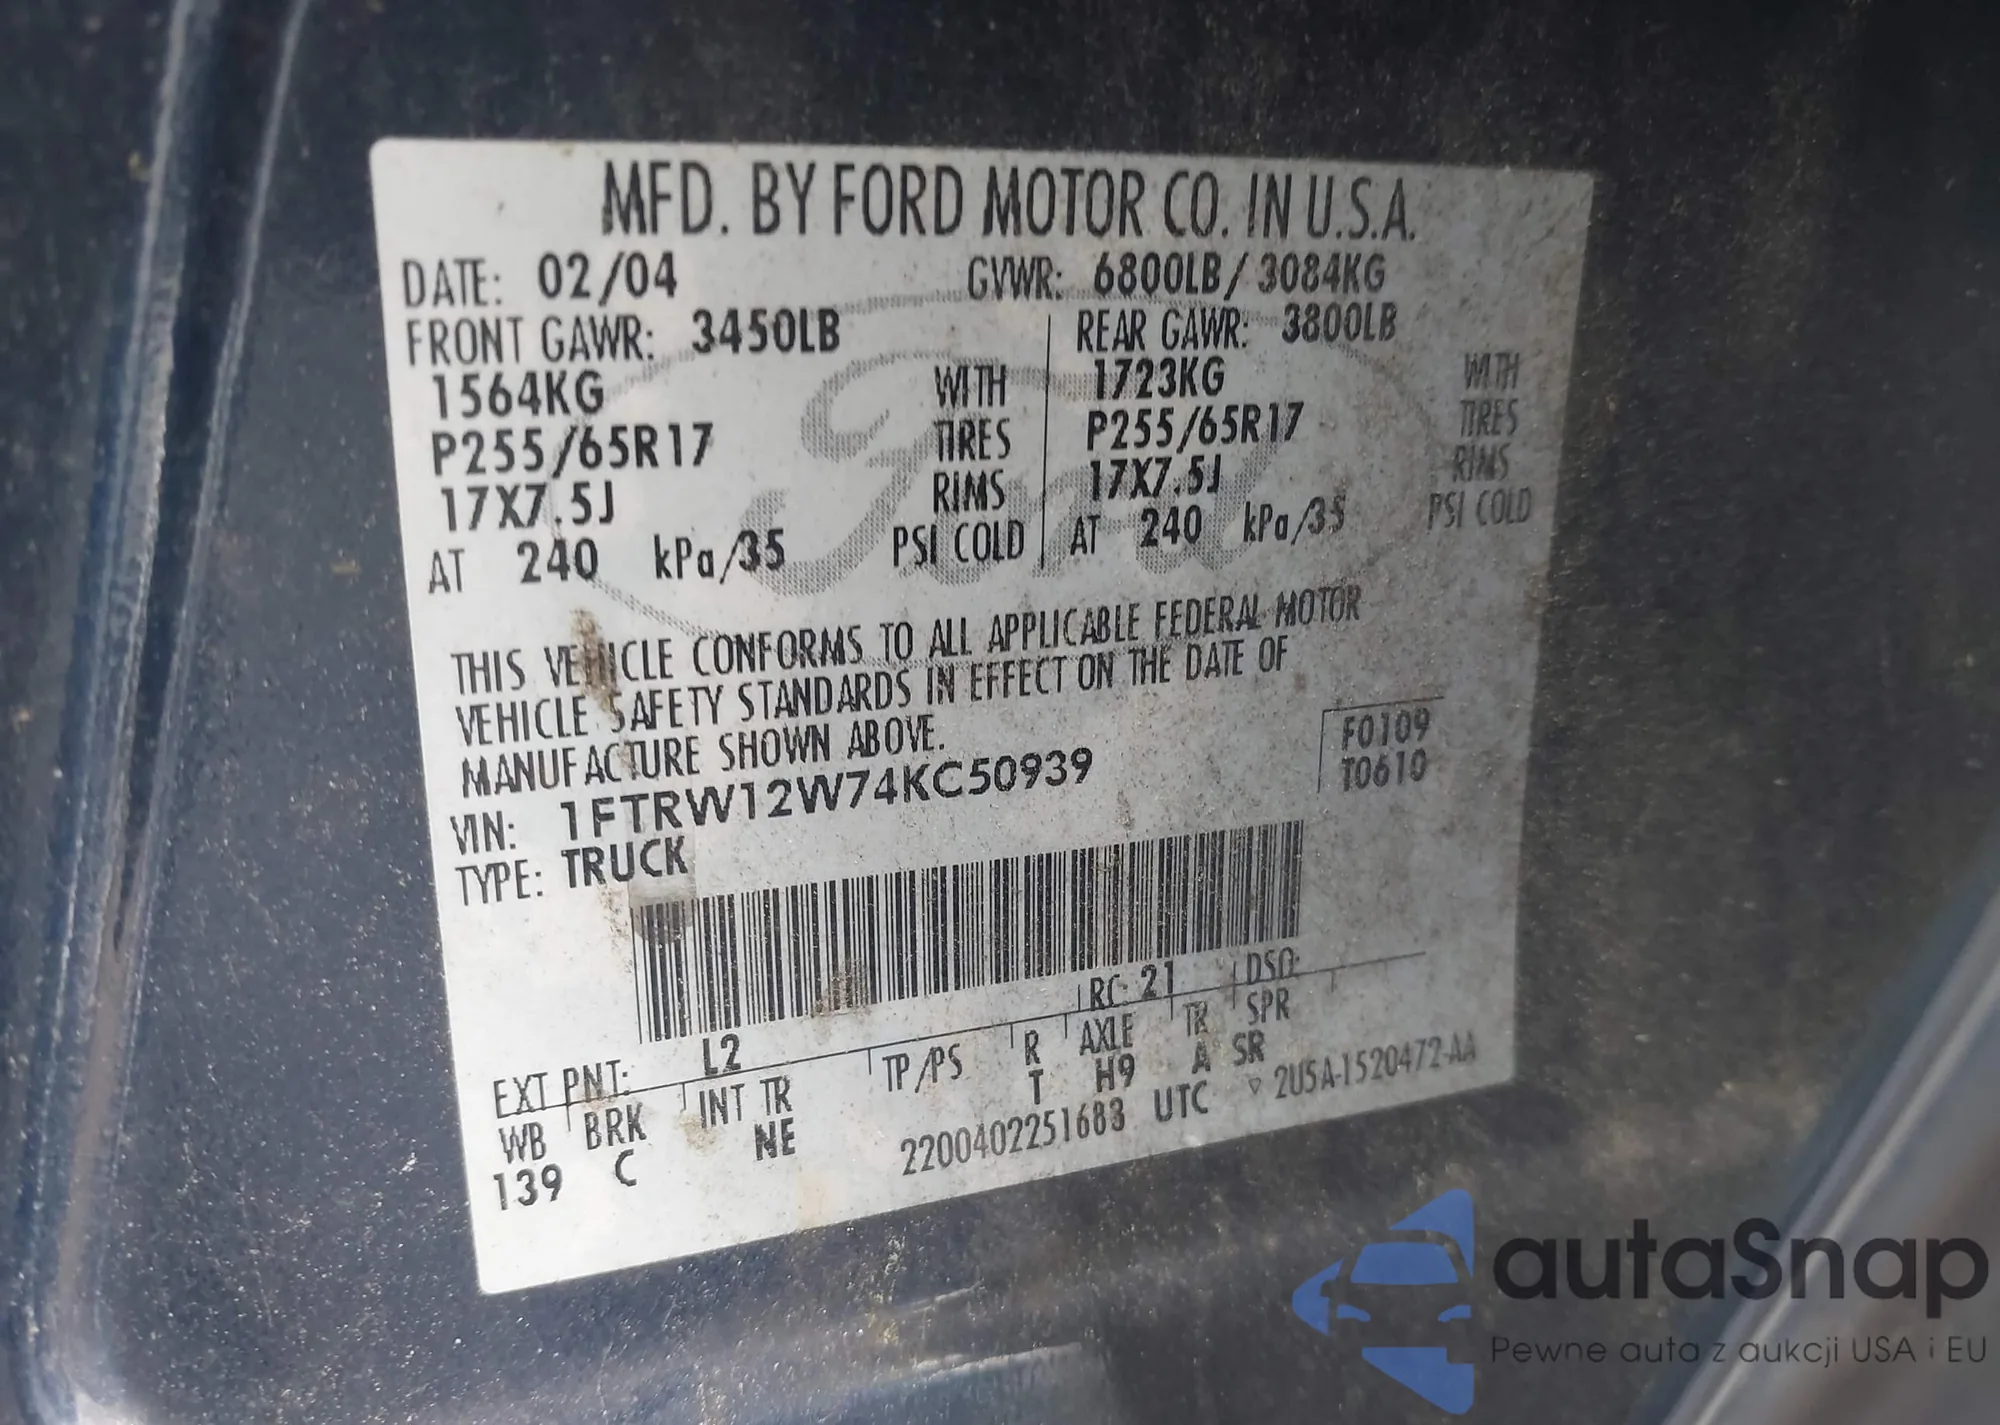 MFD. BY FORD MOTOR CO. IN U.S.A.
DATE: 02/04 GVWR: 6800LB/ 3084KG
FRONT GAWR: 3450LB REAR GAWR: 3800LB
1564KG WITH 1723KG WITH
P255/65R17 TIRES P255/65R17 TIRES
17X7.5J RIMS 17X7.5J RIMS
AT 240 kPa/35 PSI COLD AT 240 kPa/35 PSI COLD
THIS VEHICLE CONFORMS TO ALL APPLICABLE FEDERAL MOTOR
VEHICLE SAFETY STANDARDS IN EFFECT ON THE DATE OF
MANUFACTURE SHOWN ABOVE.
F0109
T0610
VIN: 1FTRW12W74KC50939
TYPE: TRUCK
EXT PNT: L2 RC: 21 DSO:
WB BRK INT TR TP/PS R AXLE TR SPR
139 C NE T H9 A SR
2200402251683 UTC ▽ 2U5A-1520472-AA
Ford
autaSnap
Pewne auta z aukcji USA i EU